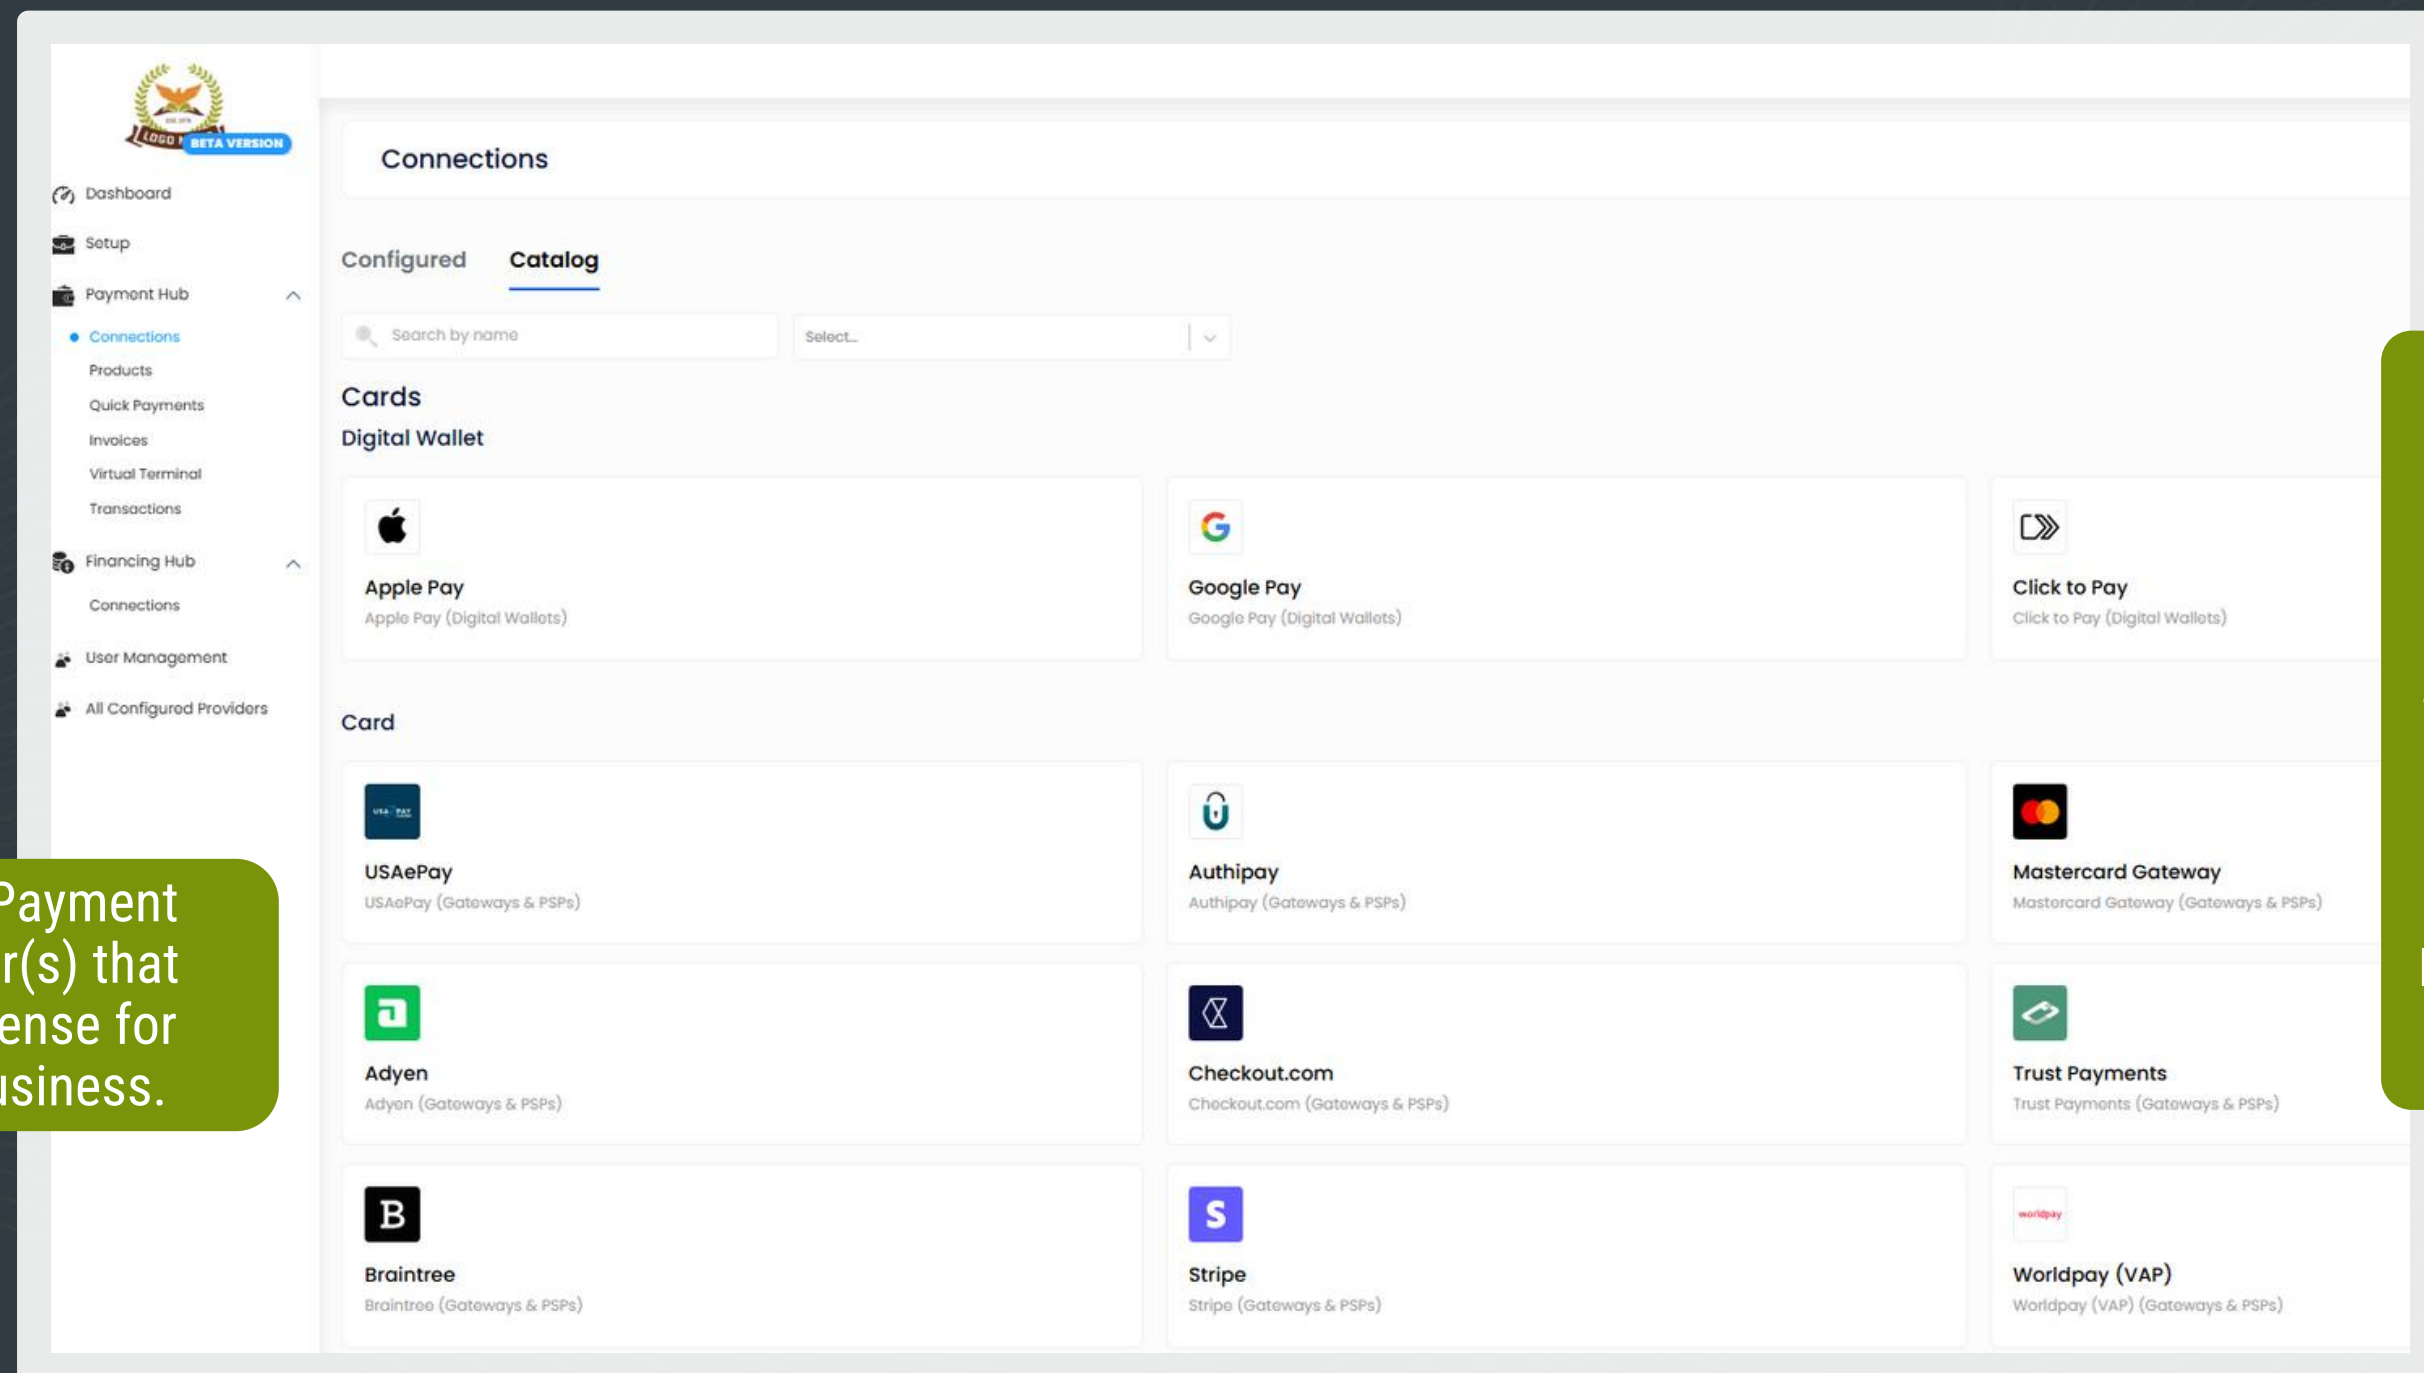 LOGO
BETA VERSION
Dashboard
Setup
Payment Hub
Connections
Products
Quick Payments
Invoices
Virtual Terminal
Transactions
Financing Hub
Connections
User Management
All Configured Providers
Payment
r(s) that
ense for
usiness.
Connections
Configured Catalog
Search by name Select...
Cards
Digital Wallet
Apple Pay
Apple Pay (Digital Wallets)
Google Pay
Google Pay (Digital Wallets)
Click to Pay
Click to Pay (Digital Wallets)
Card
USAePay
USAePay (Gateways & PSPs)
Authipay
Authipay (Gateways & PSPs)
Mastercard Gateway
Mastercard Gateway (Gateways & PSPs)
Adyen
Adyen (Gateways & PSPs)
Checkout.com
Checkout.com (Gateways & PSPs)
Trust Payments
Trust Payments (Gateways & PSPs)
B
Braintree
Braintree (Gateways & PSPs)
S
Stripe
Stripe (Gateways & PSPs)
worldpay
Worldpay (VAP)
Worldpay (VAP) (Gateways & PSPs)